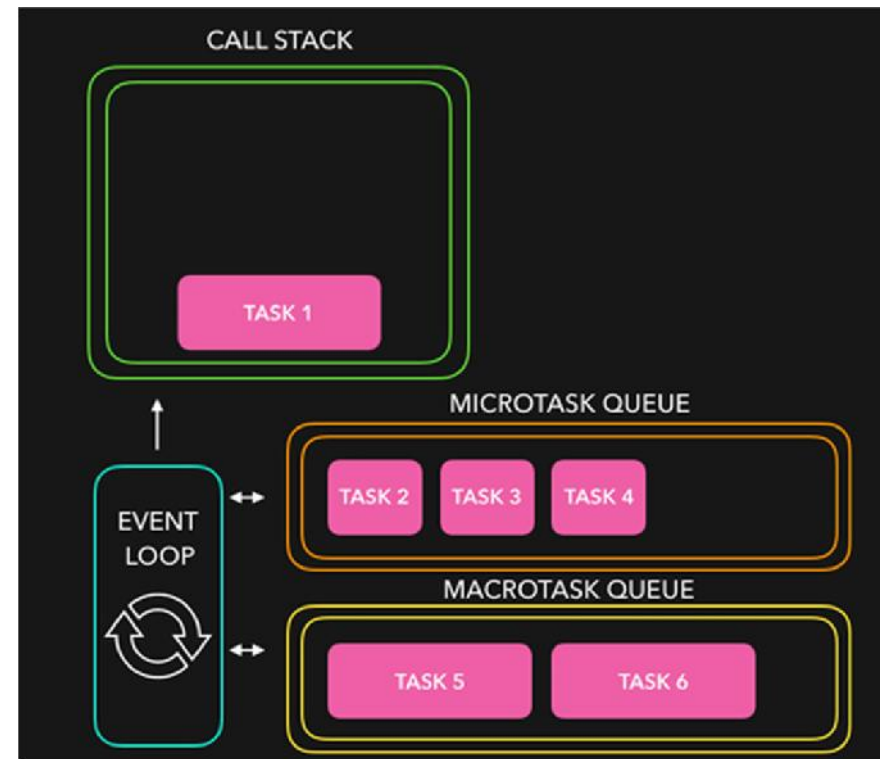 CALL STACK
TASK 1
MICROTASK QUEUE
TASK 2 TASK 3 TASK 4
EVENT
LOOP
MACROTASK QUEUE
TASK 5 TASK 6